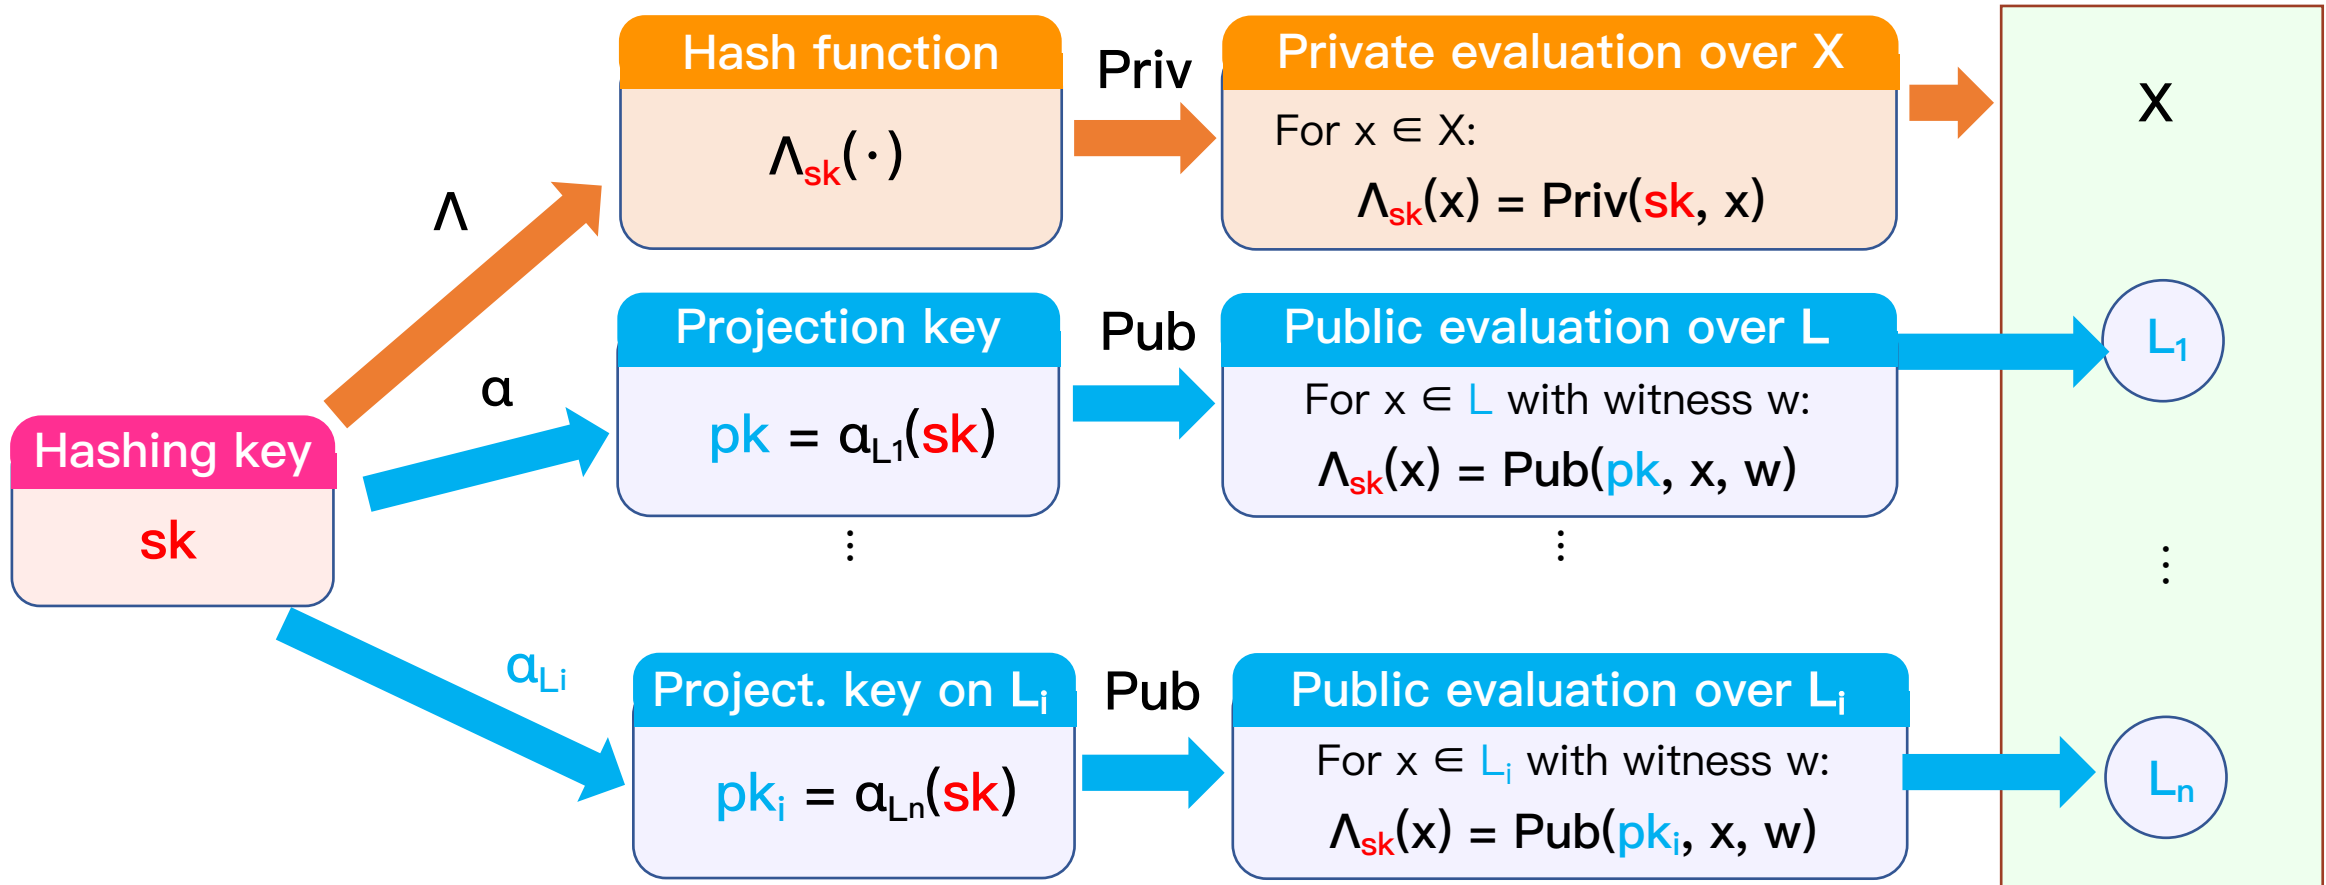 Hash function
Λsk(·)
Priv
Private evaluation over X
For x ∈ X:
Λsk(x) = Priv(sk, x)
X
Λ
Projection key
pk = αL1(sk)
Pub
Public evaluation over L
For x ∈ L with witness w:
Λsk(x) = Pub(pk, x, w)
L1
α
Hashing key
sk
⋮
⋮
⋮
αLi
Project. key on Li
pki = αLn(sk)
Pub
Public evaluation over Li
For x ∈ Li with witness w:
Λsk(x) = Pub(pki, x, w)
Ln